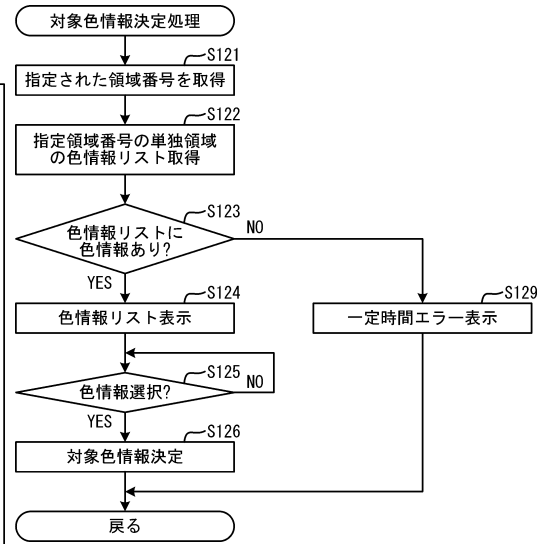 対象色情報決定処理
S121
指定された領域番号を取得
S122
指定領域番号の単独領域
の色情報リスト取得
S123
色情報リストに
色情報あり?
NO
YES
S124
色情報リスト表示
S129
一定時間エラー表示
S125
色情報選択?
NO
YES
S126
対象色情報決定
戻る